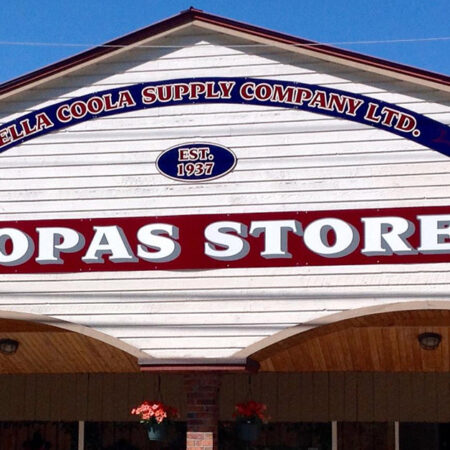 ELLA COOLA SUPPLY COMPANY LTD.
EST.
1937
OPAS STORE